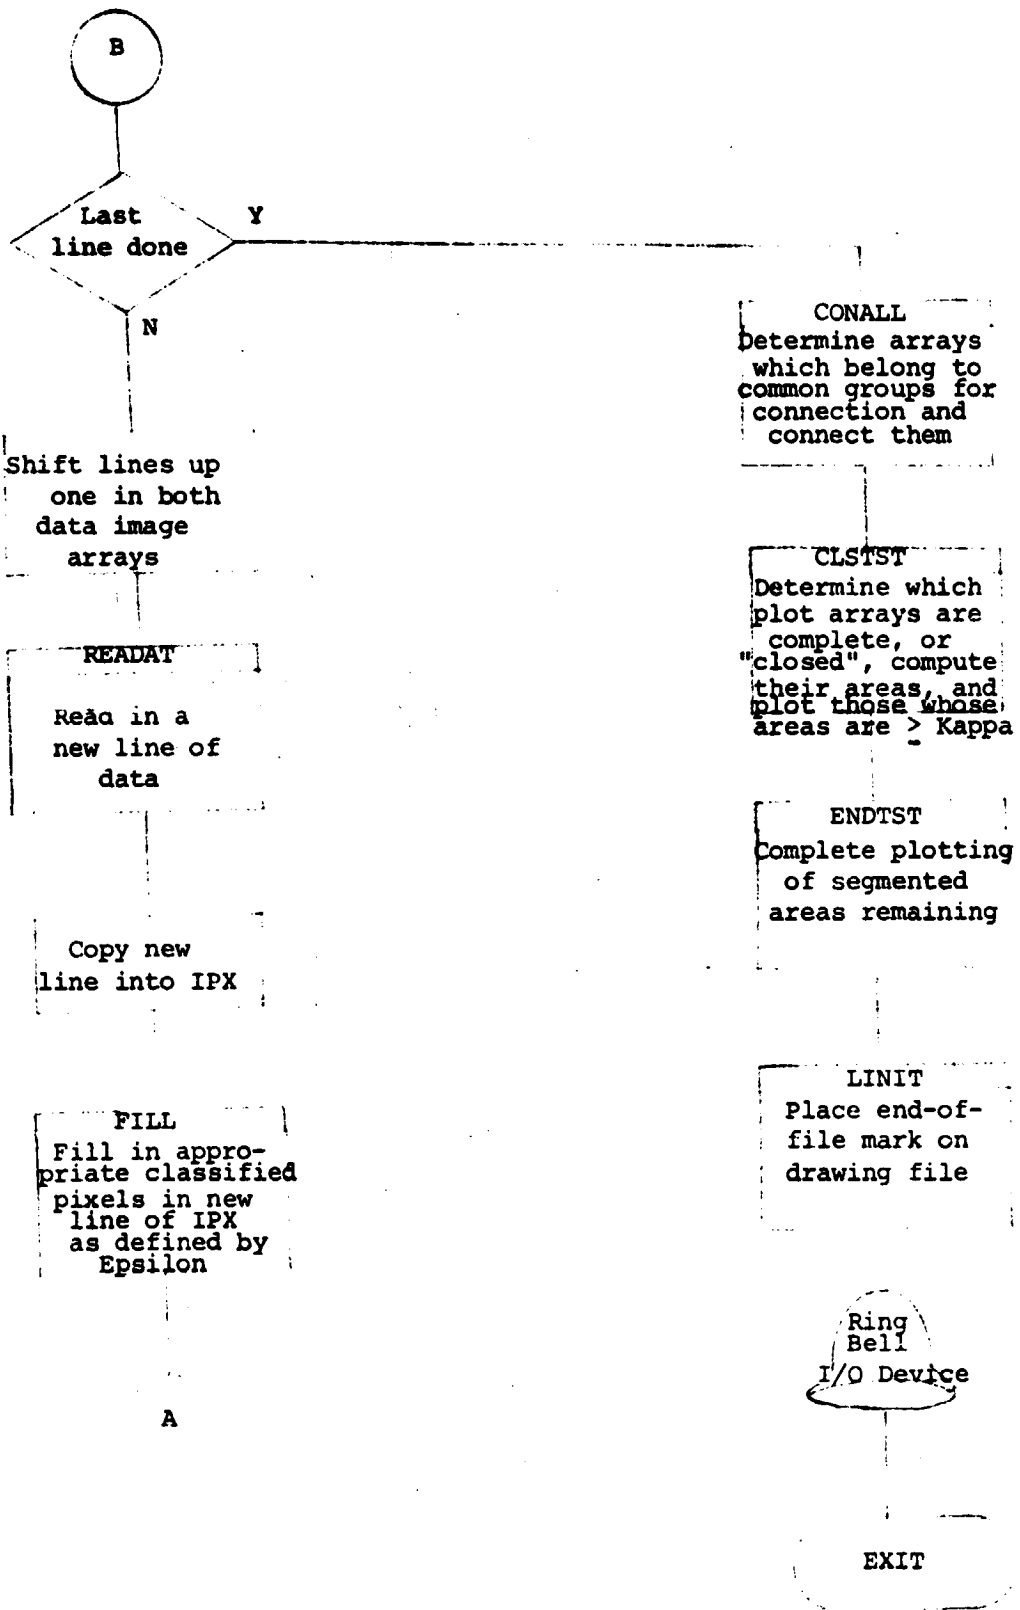 B
Last
line done
Y
N
Shift lines up
one in both
data image
arrays
READAT
Read in a
new line of
data
Copy new
line into IPX
FILL
Fill in appro-
priate classified
pixels in new
line of IPX
as defined by
Epsilon
A
CONALL
Determine arrays
which belong to
common groups for
connection and
connect them
CLSTST
Determine which
plot arrays are
complete, or
"closed", compute
their areas, and
plot those whose
areas are ≥ Kappa
ENDTST
Complete plotting
of segmented
areas remaining
LINIT
Place end-of-
file mark on
drawing file
Ring
Bell
I/O Device
EXIT